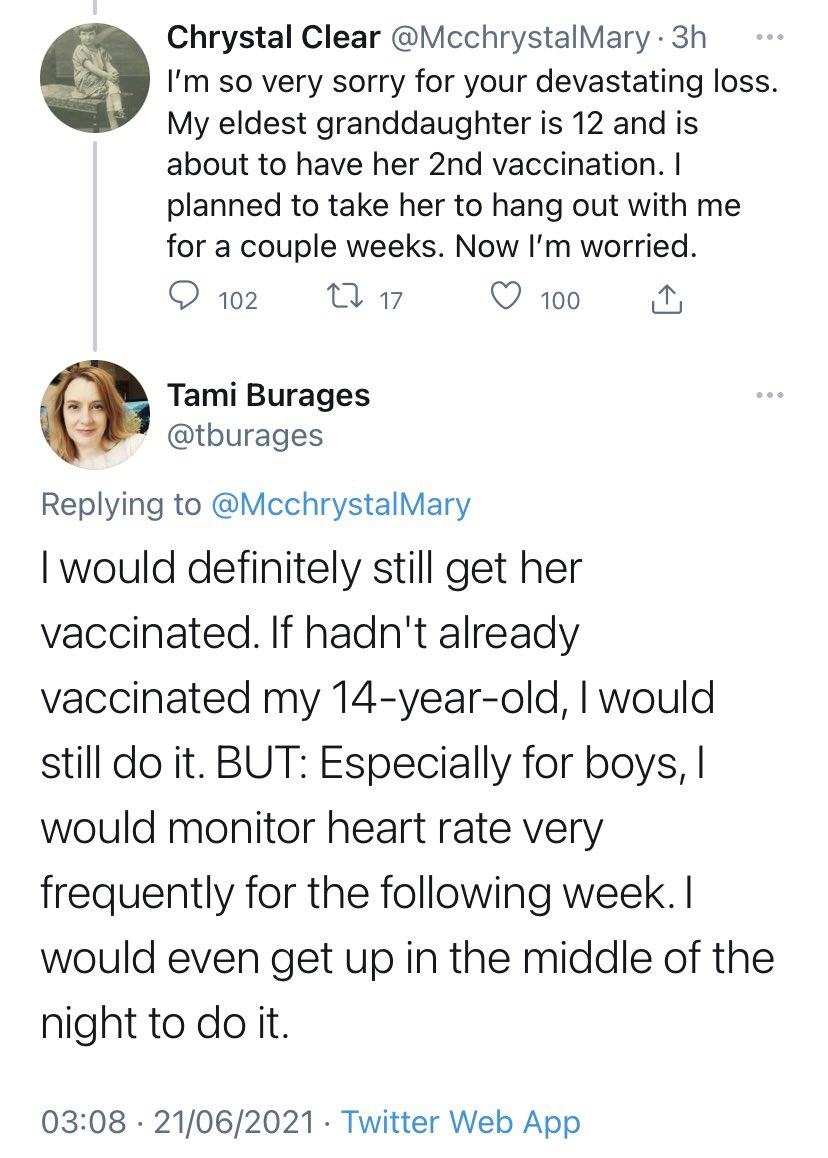 Chrystal Clear @McchrystalMary · 3h
I’m so very sorry for your devastating loss.
My eldest granddaughter is 12 and is
about to have her 2nd vaccination. I
planned to take her to hang out with me
for a couple weeks. Now I’m worried.
102 17 100
Tami Burages
@tburages
Replying to @McchrystalMary
I would definitely still get her
vaccinated. If hadn't already
vaccinated my 14-year-old, I would
still do it. BUT: Especially for boys, I
would monitor heart rate very
frequently for the following week. I
would even get up in the middle of the
night to do it.
03:08 · 21/06/2021 · Twitter Web App